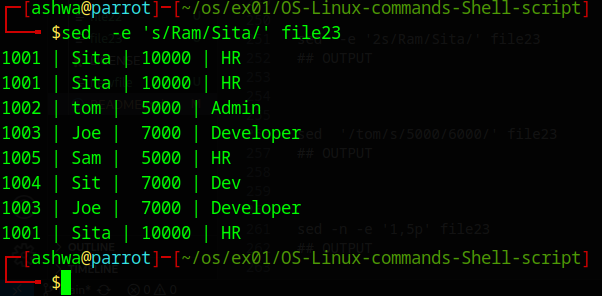 ┌─[ashwa@parrot]─[~/os/ex01/OS-Linux-commands-Shell-script]
└──╼ $sed  -e 's/Ram/Sita/' file23
1001 | Sita | 10000 | HR
1001 | Sita | 10000 | HR
1002 | tom |  5000 | Admin
1003 | Joe |  7000 | Developer
1005 | Sam |  5000 | HR
1004 | Sit |  7000 | Dev
1003 | Joe |  7000 | Developer
1001 | Sita | 10000 | HR
┌─[ashwa@parrot]─[~/os/ex01/OS-Linux-commands-Shell-script]
└──╼ $
2s/Ram/Sita/' file23
## OUTPUT
sed  '/tom/s/5000/6000/' file23
## OUTPUT
sed -n -e '1,5p' file23
## OUTPUT